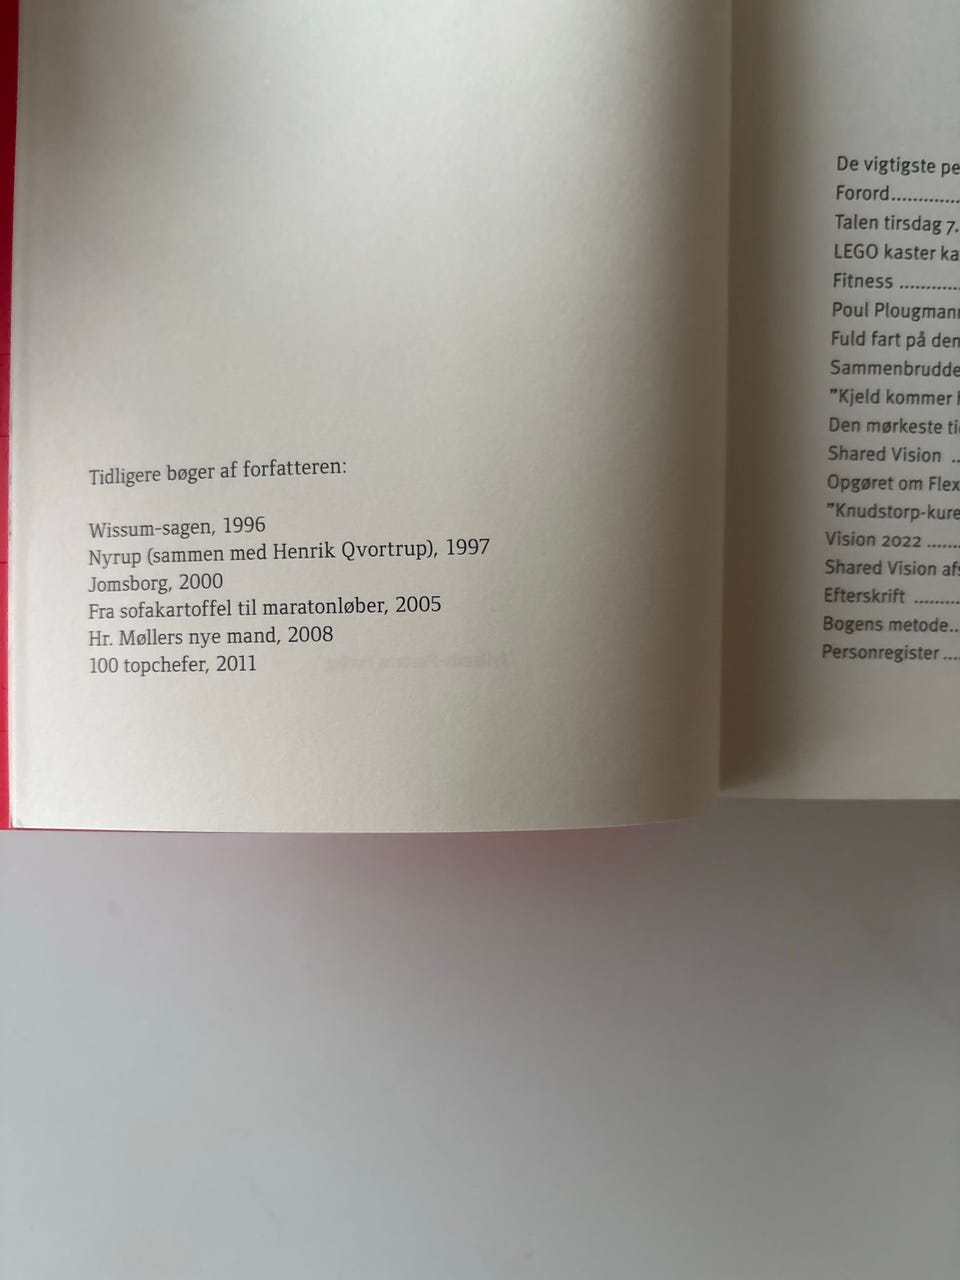 Tidligere bøger af forfatteren:
Wissum-sagen, 1996
Nyrup (sammen med Henrik Qvortrup), 1997
Jomsborg, 2000
Fra sofakartoffel til maratonløber, 2005
Hr. Møllers nye mand, 2008
100 topchefer, 2011
De vigtigste pe
Forord.............
Talen tirsdag 7.
LEGO kaster ka
Fitness ...........
Poul Plougmann
Fuld fart på den
Sammenbrudde
"Kjeld kommer h
Den mørkeste ti
Shared Vision ..
Opgøret om Flex
"Knudstorp-kure
Vision 2022 ......
Shared Vision afs
Efterskrift ........
Bogens metode..
Personregister ...